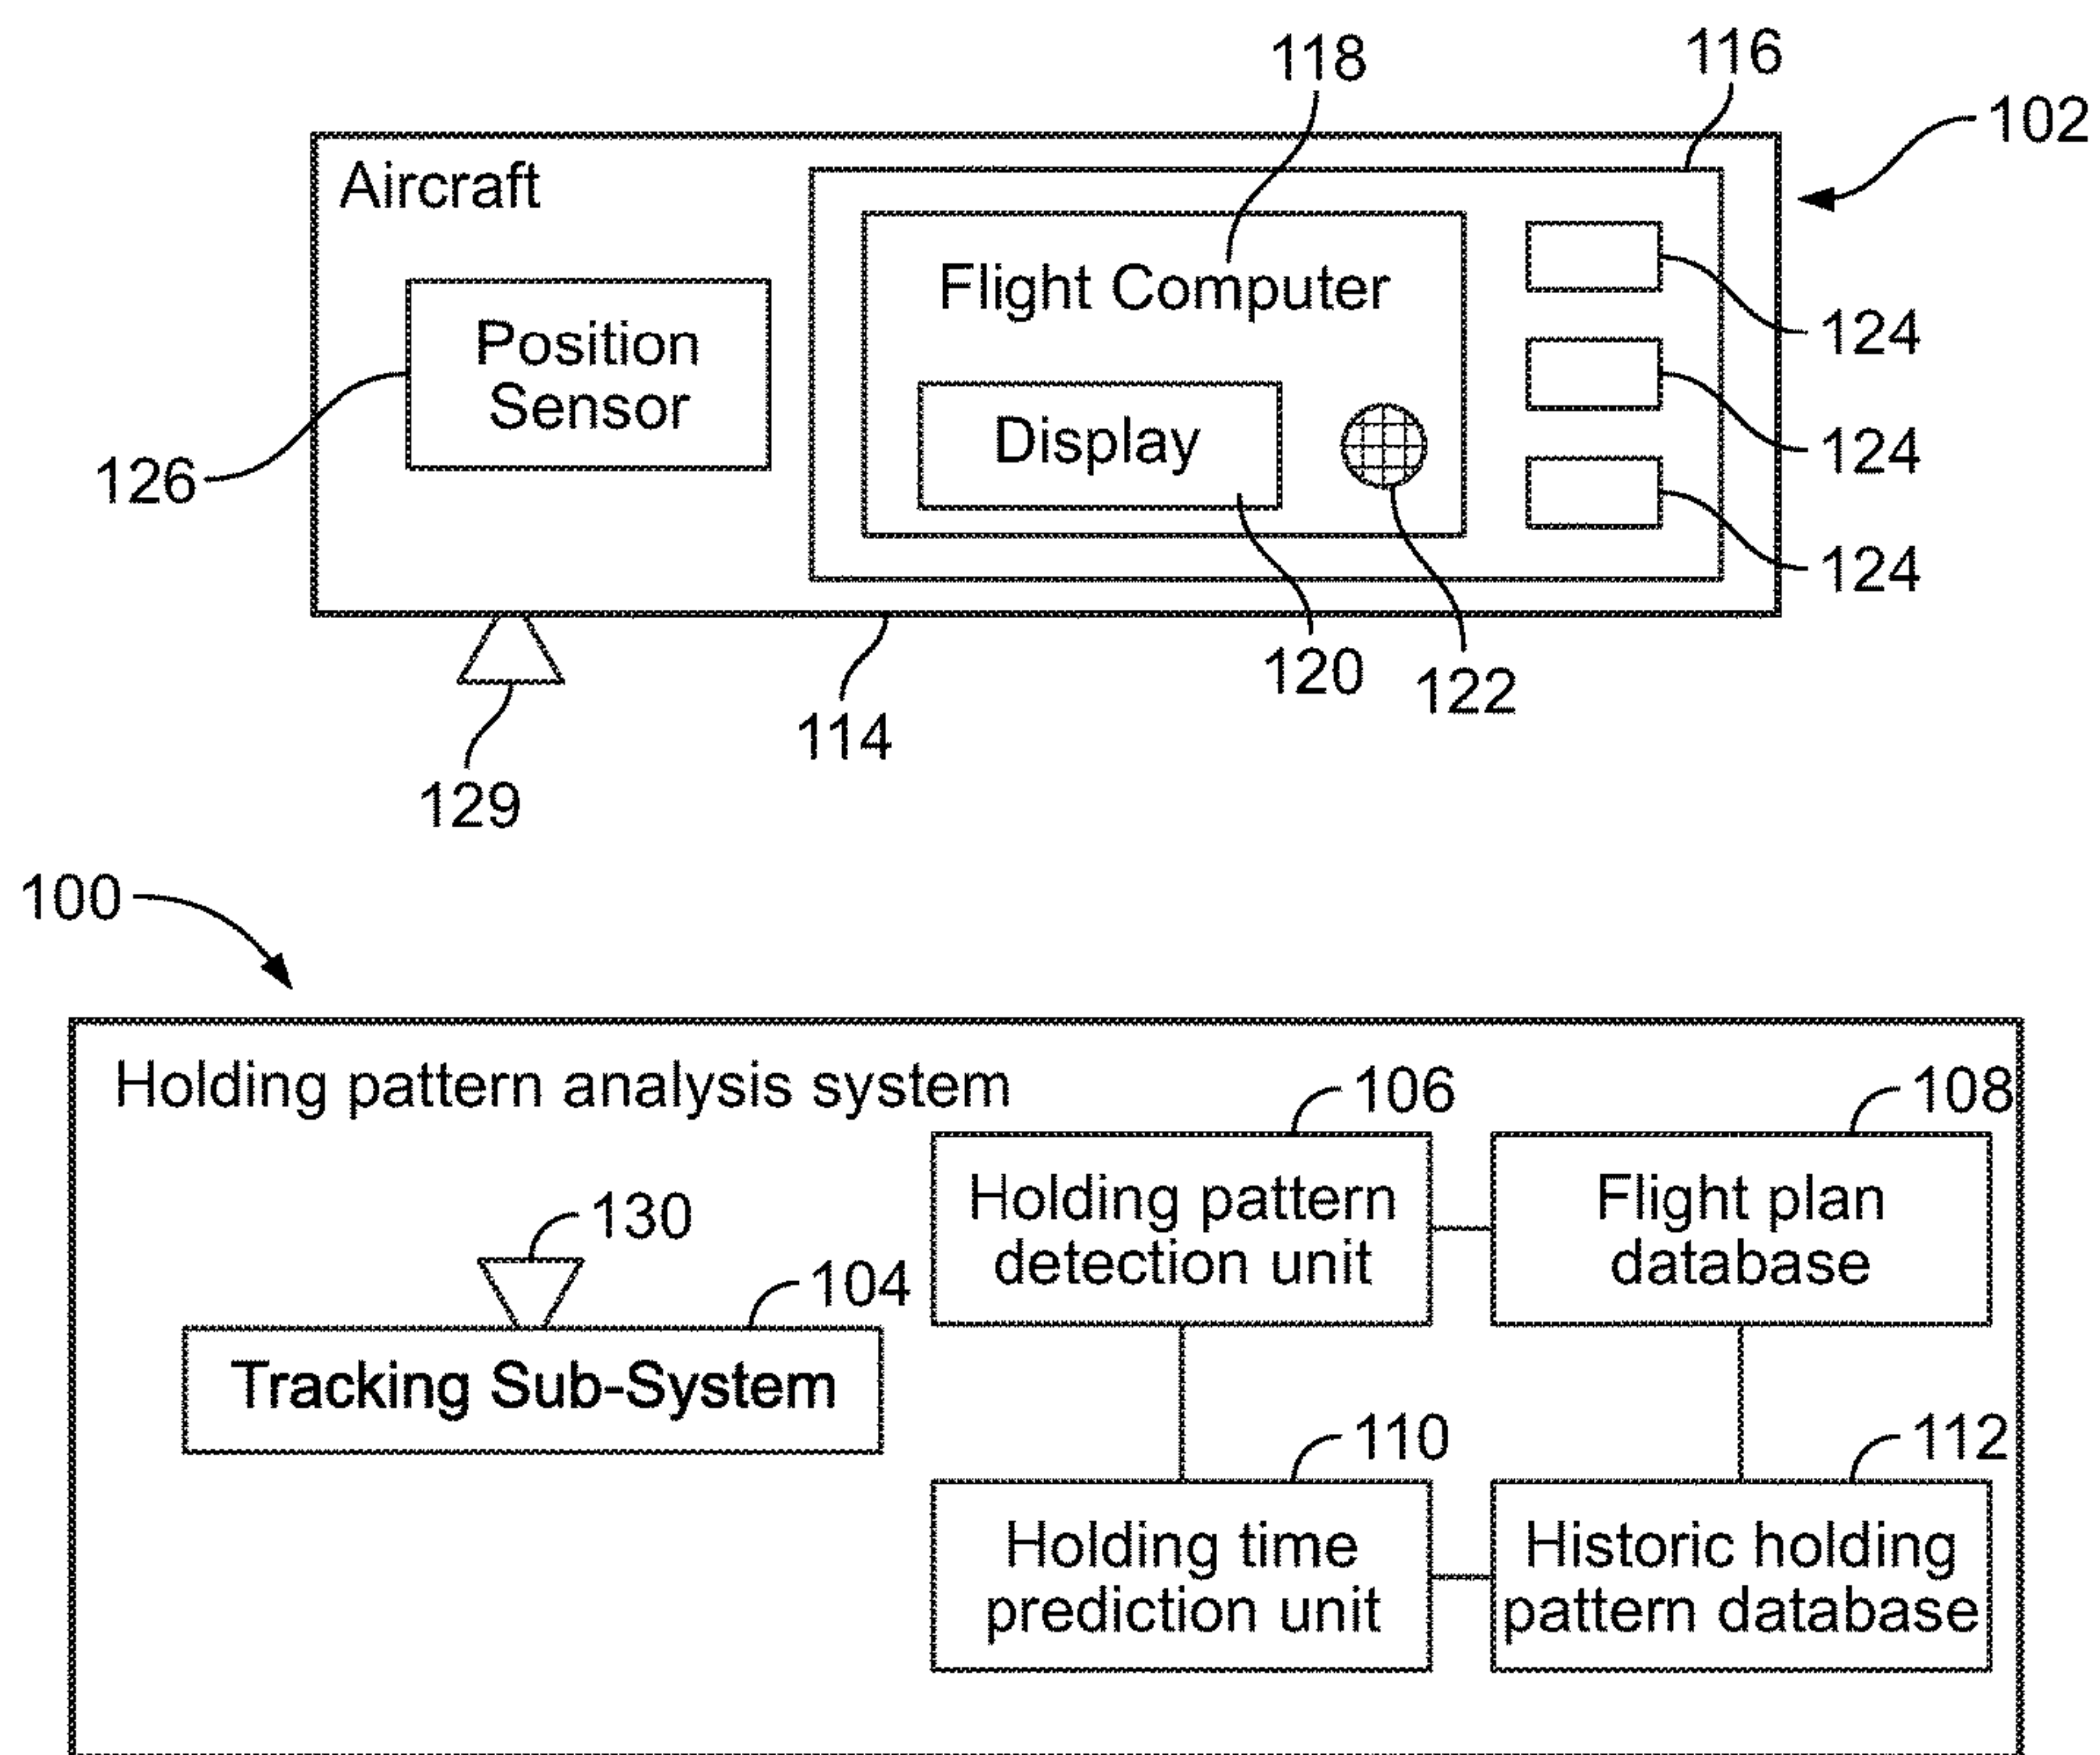 118
116
102
Aircraft
Flight Computer
124
Position
Sensor
Display
124
126
124
120
122
114
129
100
Holding pattern analysis system
106
108
Holding pattern
detection unit
Flight plan
database
130
104
Tracking Sub-System
110
112
Holding time
prediction unit
Historic holding
pattern database